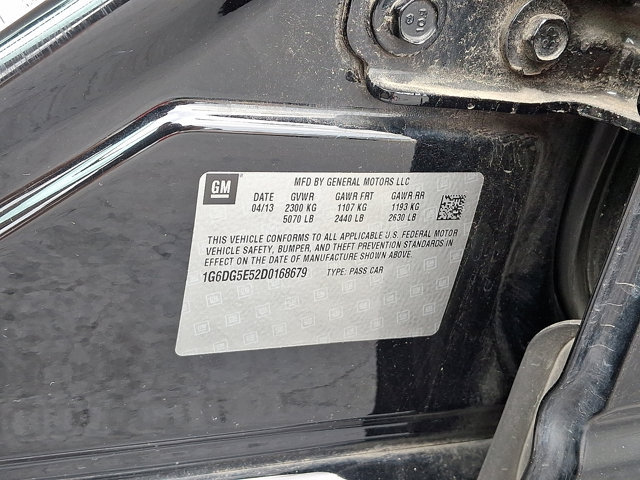 GM
MFD BY GENERAL MOTORS LLC
DATE GVWR GAWR FRT GAWR RR
04/13 2300 KG 1107 KG 1193 KG
5070 LB 2440 LB 2630 LB
THIS VEHICLE CONFORMS TO ALL APPLICABLE U.S. FEDERAL MOTOR
VEHICLE SAFETY, BUMPER, AND THEFT PREVENTION STANDARDS IN
EFFECT ON THE DATE OF MANUFACTURE SHOWN ABOVE.
1G6DG5E52D0168679 TYPE: PASS CAR